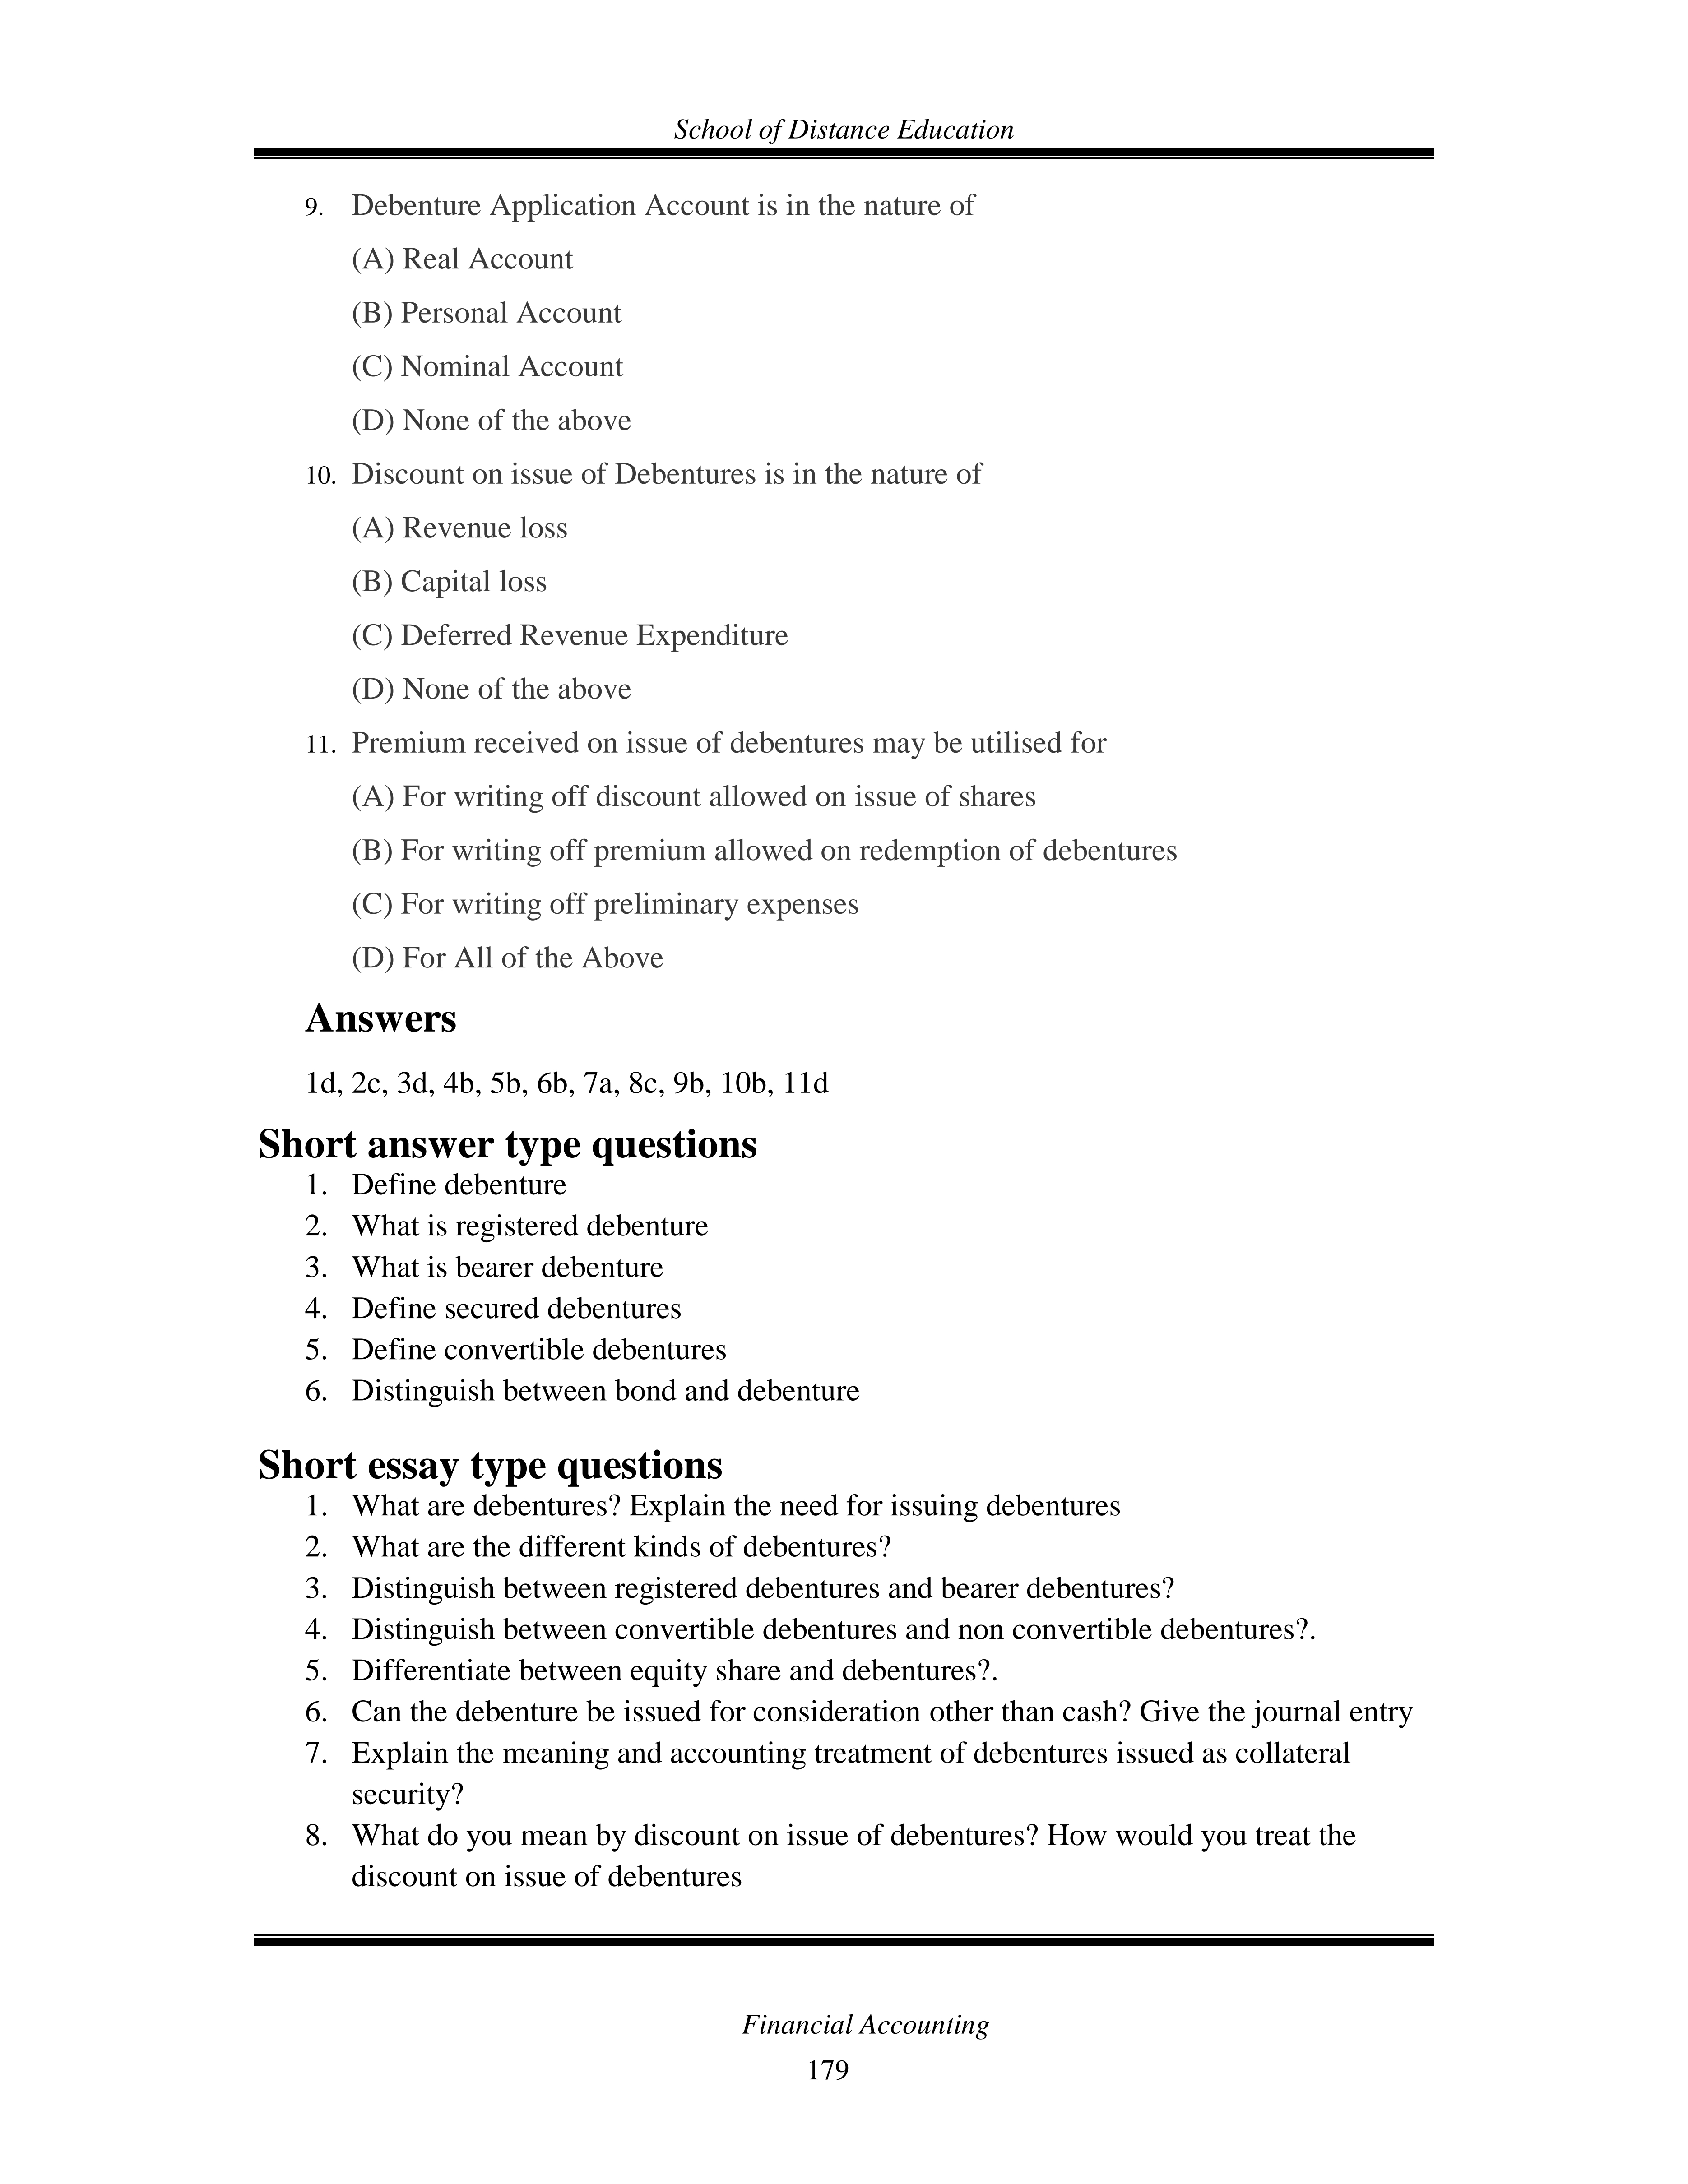 School of Distance Education
9. Debenture Application Account is in the nature of
(A) Real Account
(B) Personal Account
(C) Nominal Account
(D) None of the above
10. Discount on issue of Debentures is in the nature of
(A) Revenue loss
(B) Capital loss
(C) Deferred Revenue Expenditure
(D) None of the above
11. Premium received on issue of debentures may be utilised for
(A) For writing off discount allowed on issue of shares
(B) For writing off premium allowed on redemption of debentures
(C) For writing off preliminary expenses
(D) For All of the Above
Answers
1d, 2c, 3d, 4b, 5b, 6b, 7a, 8c, 9b, 10b, 11d
Short answer type questions
1. Define debenture
2. What is registered debenture
3. What is bearer debenture
4. Define secured debentures
5. Define convertible debentures
6. Distinguish between bond and debenture
Short essay type questions
1. What are debentures? Explain the need for issuing debentures
2. What are the different kinds of debentures?
3. Distinguish between registered debentures and bearer debentures?
4. Distinguish between convertible debentures and non convertible debentures?.
5. Differentiate between equity share and debentures?.
6. Can the debenture be issued for consideration other than cash? Give the journal entry
7. Explain the meaning and accounting treatment of debentures issued as collateral
security?
8. What do you mean by discount on issue of debentures? How would you treat the
discount on issue of debentures
Financial Accounting
179